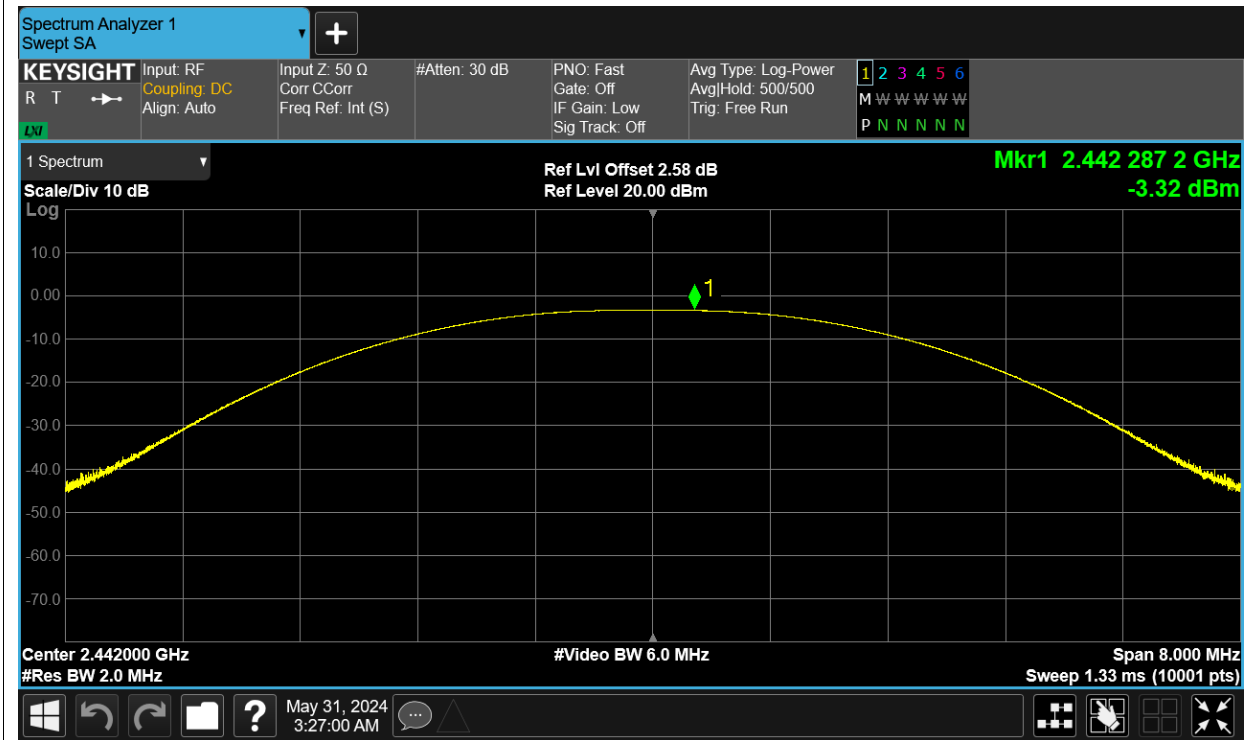 Spectrum Analyzer 1
Swept SA
KEYSIGHT
R T
LXI
Input: RF
Coupling: DC
Align: Auto
Input Z: 50 Ω
Corr CCorr
Freq Ref: Int (S)
#Atten: 30 dB
PNO: Fast
Gate: Off
IF Gain: Low
Sig Track: Off
Avg Type: Log-Power
Avg|Hold: 500/500
Trig: Free Run
1 2 3 4 5 6
M W W W W W
P N N N N N
1 Spectrum
Scale/Div 10 dB
Log
Ref Lvl Offset 2.58 dB
Ref Level 20.00 dBm
Mkr1 2.442 287 2 GHz
-3.32 dBm
10.0
0.00
-10.0
-20.0
-30.0
-40.0
-50.0
-60.0
-70.0
1
Center 2.442000 GHz
#Res BW 2.0 MHz
#Video BW 6.0 MHz
Span 8.000 MHz
Sweep 1.33 ms (10001 pts)
?
May 31, 2024
3:27:00 AM